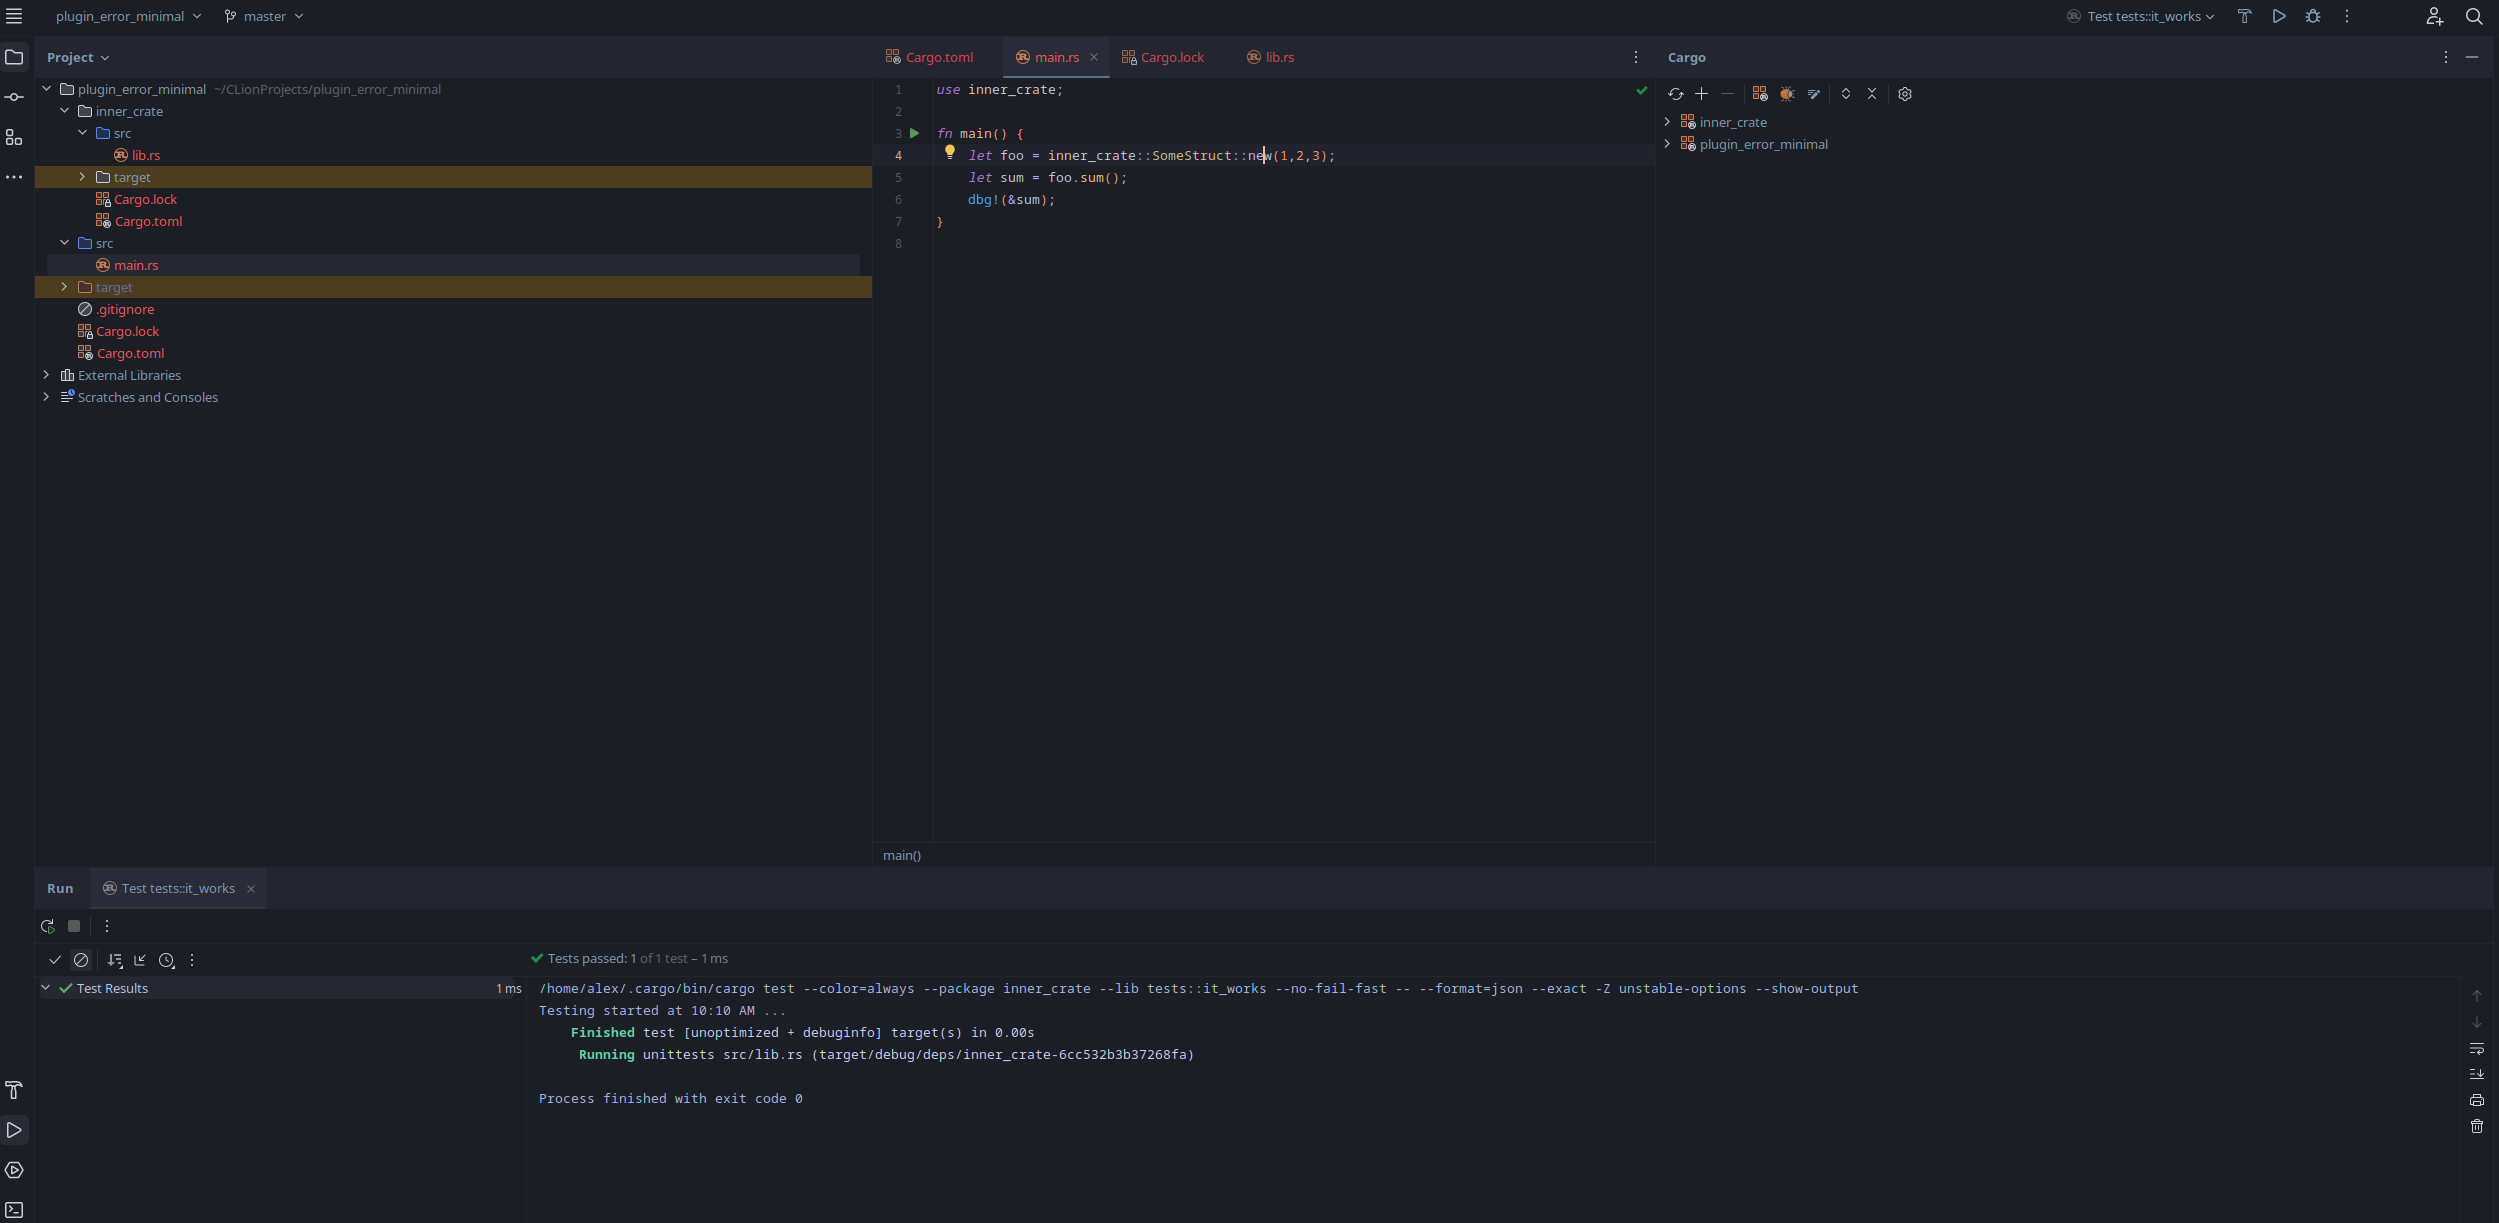 plugin_error_minimal master Test tests::it_works
Project
plugin_error_minimal ~/CLionProjects/plugin_error_minimal
inner_crate
src
lib.rs
target
Cargo.lock
Cargo.toml
src
main.rs
target
.gitignore
Cargo.lock
Cargo.toml
External Libraries
Scratches and Consoles
Cargo.toml main.rs Cargo.lock lib.rs
1 use inner_crate;
2
3 fn main() {
4 let foo = inner_crate::SomeStruct::new(1,2,3);
5 let sum = foo.sum();
6 dbg!(&sum);
7 }
8
main()
Cargo
inner_crate
plugin_error_minimal
Run Test tests::it_works
Tests passed: 1 of 1 test – 1 ms
Test Results 1 ms
/home/alex/.cargo/bin/cargo test --color=always --package inner_crate --lib tests::it_works --no-fail-fast -- --format=json --exact -Z unstable-options --show-output
Testing started at 10:10 AM ...
Finished test [unoptimized + debuginfo] target(s) in 0.00s
Running unittests src/lib.rs (target/debug/deps/inner_crate-6cc532b3b37268fa)
Process finished with exit code 0